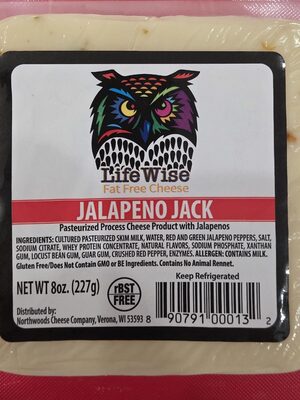 Life Wise
Fat Free Cheese
JALAPENO JACK
Pasteurized Process Cheese Product with Jalapenos
INGREDIENTS: CULTURED PASTEURIZED SKIM MILK, WATER, RED AND GREEN JALAPENO PEPPERS, SALT,
SODIUM CITRATE, WHEY PROTEIN CONCENTRATE, NATURAL FLAVORS, SODIUM PHOSPHATE, XANTHAN
GUM, LOCUST BEAN GUM, GUAR GUM, CRUSHED RED PEPPER, ENZYMES. ALLERGEN: CONTAINS MILK.
Gluten Free/Does Not Contain GMO or BE Ingredients. Contains No Animal Rennet.
Keep Refrigerated
NET WT 8oz. (227g)
rBST
FREE
Distributed by:
Northwoods Cheese Company, Verona, WI 53593
8 90791 00013 2